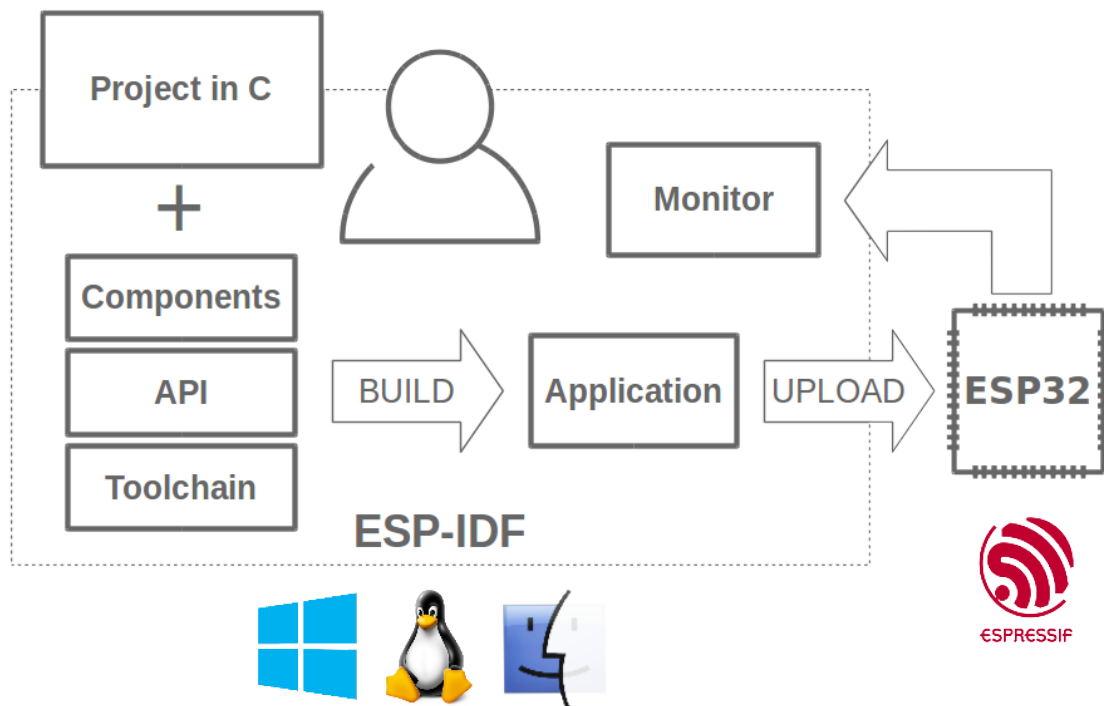 Project in C
+
Components
API
Toolchain
BUILD
Application
UPLOAD
Monitor
ESP32
ESP-IDF
ESPRESSIF